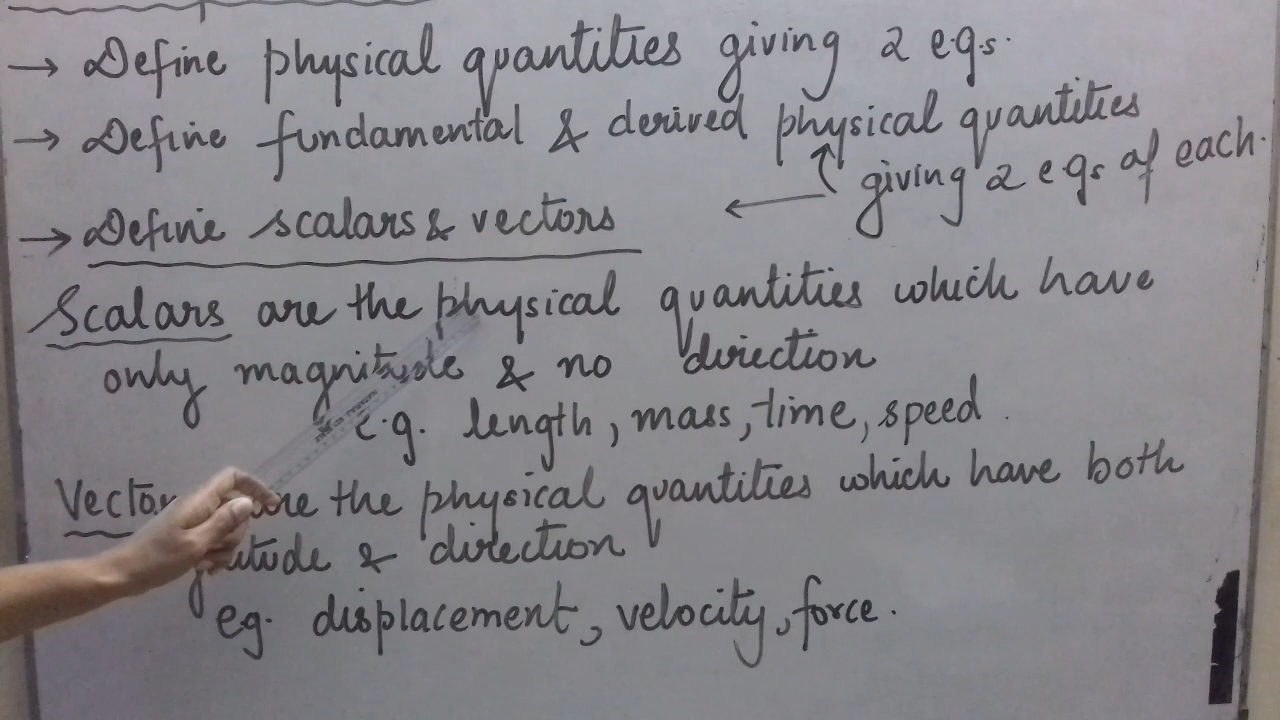 → Define physical quantities giving 2 e.g.s.
→ Define fundamental & derived physical quantities
giving 2 e.g.s of each.
→ Define scalars & vectors
Scalars are the physical quantities which have
only magnitude & no direction
e.g. length, mass, time, speed.
are the physical quantities which have both
& direction
eg. displacement, velocity, force.